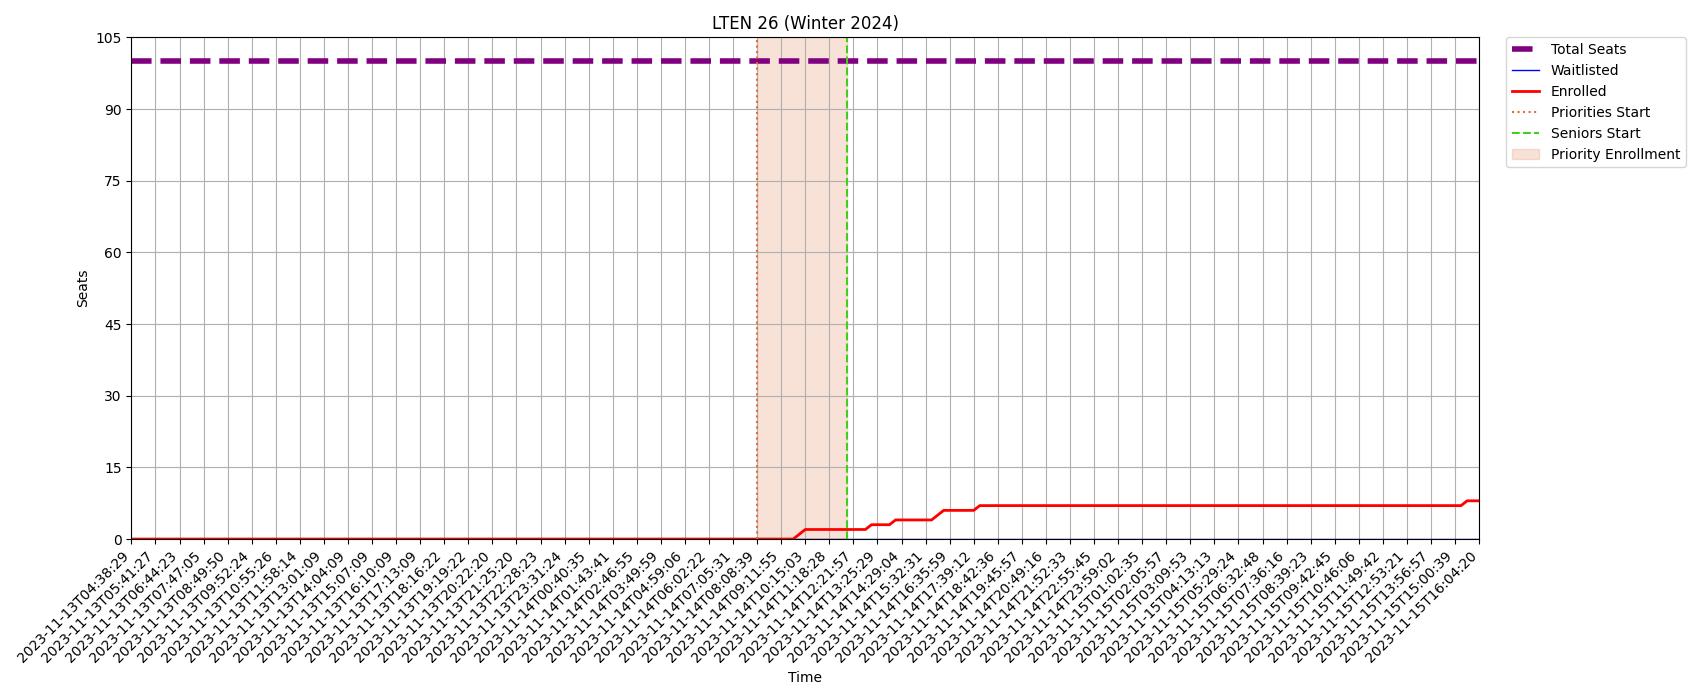 LTEN 26 (Winter 2024)
105
90
75
60
45
30
15
0
Seats
Total Seats
Waitlisted
Enrolled
Priorities Start
Seniors Start
Priority Enrollment
2023-11-13T04:38:29
2023-11-13T05:41:27
2023-11-13T06:44:23
2023-11-13T07:47:05
2023-11-13T08:49:50
2023-11-13T09:52:24
2023-11-13T10:55:26
2023-11-13T11:58:14
2023-11-13T13:01:09
2023-11-13T14:04:09
2023-11-13T15:07:09
2023-11-13T16:10:09
2023-11-13T17:13:09
2023-11-13T18:16:22
2023-11-13T19:19:22
2023-11-13T20:22:20
2023-11-13T21:25:20
2023-11-13T22:28:23
2023-11-13T23:31:24
2023-11-14T00:40:35
2023-11-14T01:43:41
2023-11-14T02:46:55
2023-11-14T03:49:59
2023-11-14T04:59:06
2023-11-14T06:02:22
2023-11-14T07:05:31
2023-11-14T08:08:39
2023-11-14T09:11:55
2023-11-14T10:15:03
2023-11-14T11:18:28
2023-11-14T12:21:57
2023-11-14T13:25:29
2023-11-14T14:29:04
2023-11-14T15:32:31
2023-11-14T16:35:59
2023-11-14T17:39:12
2023-11-14T18:42:36
2023-11-14T19:45:57
2023-11-14T20:49:16
2023-11-14T21:52:33
2023-11-14T22:55:45
2023-11-14T23:59:02
2023-11-15T01:02:35
2023-11-15T02:05:57
2023-11-15T03:09:53
2023-11-15T04:13:13
2023-11-15T05:29:24
2023-11-15T06:32:48
2023-11-15T07:36:16
2023-11-15T08:39:23
2023-11-15T09:42:45
2023-11-15T10:46:06
2023-11-15T11:49:42
2023-11-15T12:53:21
2023-11-15T13:56:57
2023-11-15T15:00:39
2023-11-15T16:04:20
Time